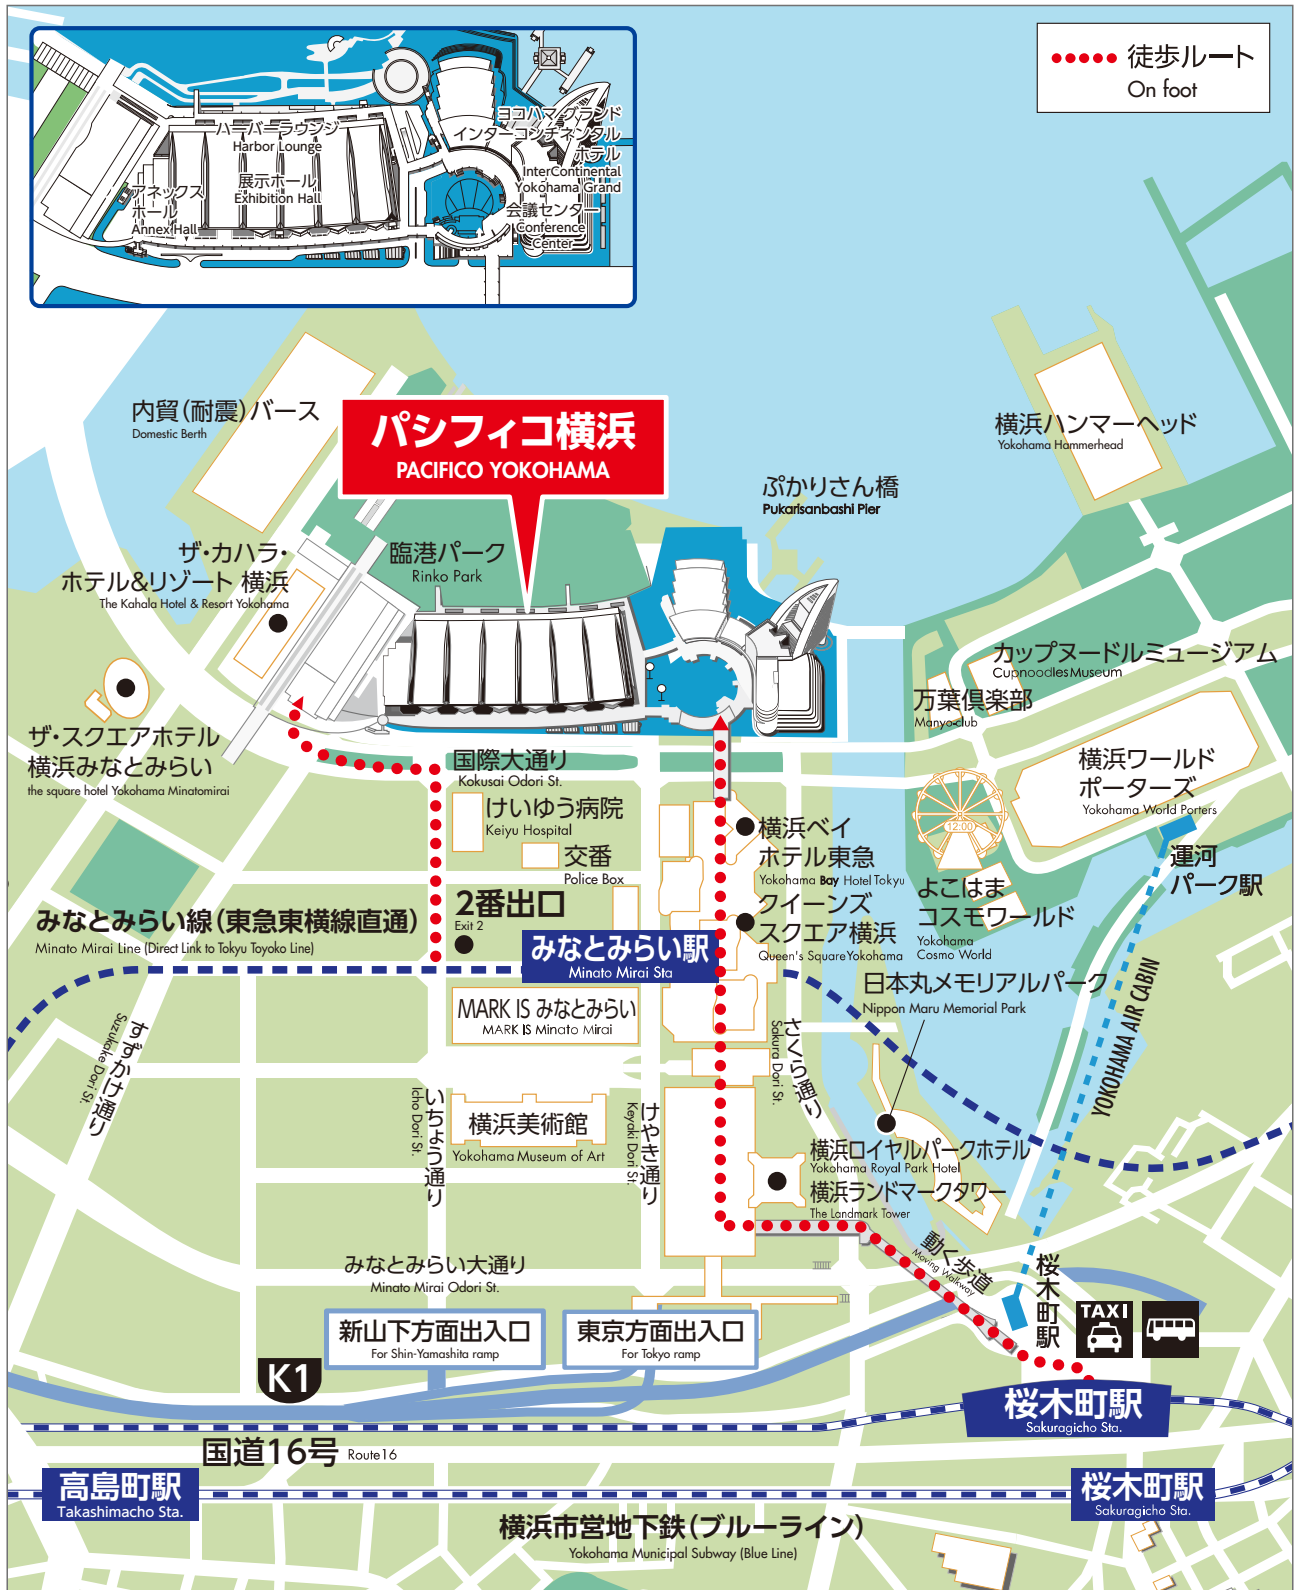 徒歩ルート
On foot
ハーバーラウンジ
Harbor Lounge
展示ホール
Exhibition Hall
アネックス
ホール
Annex Hall
ヨコハマ グランド
インターコンチネンタル
ホテル
InterContinental
Yokohama Grand
会議センター
Conference
Center
内貿(耐震)バース
Domestic Berth
パシフィコ横浜
PACIFICO YOKOHAMA
横浜ハンマーヘッド
Yokohama Hammerhead
ぷかりさん橋
Pukarisanbashi Pier
ザ・カハラ・
ホテル&リゾート 横浜
The Kahala Hotel & Resort Yokohama
臨港パーク
Rinko Park
カップヌードルミュージアム
Cupnoodles Museum
万葉倶楽部
Manyo-club
ザ・スクエアホテル
横浜みなとみらい
the square hotel Yokohama Minatomirai
国際大通り
Kokusai Odori St.
けいゆう病院
Keiyu Hospital
交番
Police Box
横浜ワールド
ポーターズ
Yokohama World Porters
12:00
横浜ベイ
ホテル東急
Yokohama Bay Hotel Tokyu
運河
パーク駅
よこはま
コスモワールド
Yokohama
Cosmo World
2番出口
Exit 2
クイーンズ
スクエア横浜
Queen's Square Yokohama
みなとみらい線(東急東横線直通)
Minato Mirai Line (Direct Link to Tokyu Toyoko Line)
みなとみらい駅
Minato Mirai Sta
日本丸メモリアルパーク
Nippon Maru Memorial Park
YOKOHAMA AIR CABIN
MARK IS みなとみらい
MARK IS Minato Mirai
すずかけ通り
Suzukake Dori St.
さくら通り
Sakura Dori St.
いちょう通り
Icho Dori St.
横浜美術館
Yokohama Museum of Art
けやき通り
Keyaki Dori St.
横浜ロイヤルパークホテル
Yokohama Royal Park Hotel
横浜ランドマークタワー
The Landmark Tower
動く歩道
Moving Walkway
みなとみらい大通り
Minato Mirai Odori St.
桜木町駅
TAXI
新山下方面出入口
For Shin-Yamashita ramp
東京方面出入口
For Tokyo ramp
K1
桜木町駅
Sakuragicho Sta.
国道16号 Route16
高島町駅
Takashimacho Sta.
桜木町駅
Sakuragicho Sta.
横浜市営地下鉄(ブルーライン)
Yokohama Municipal Subway (Blue Line)